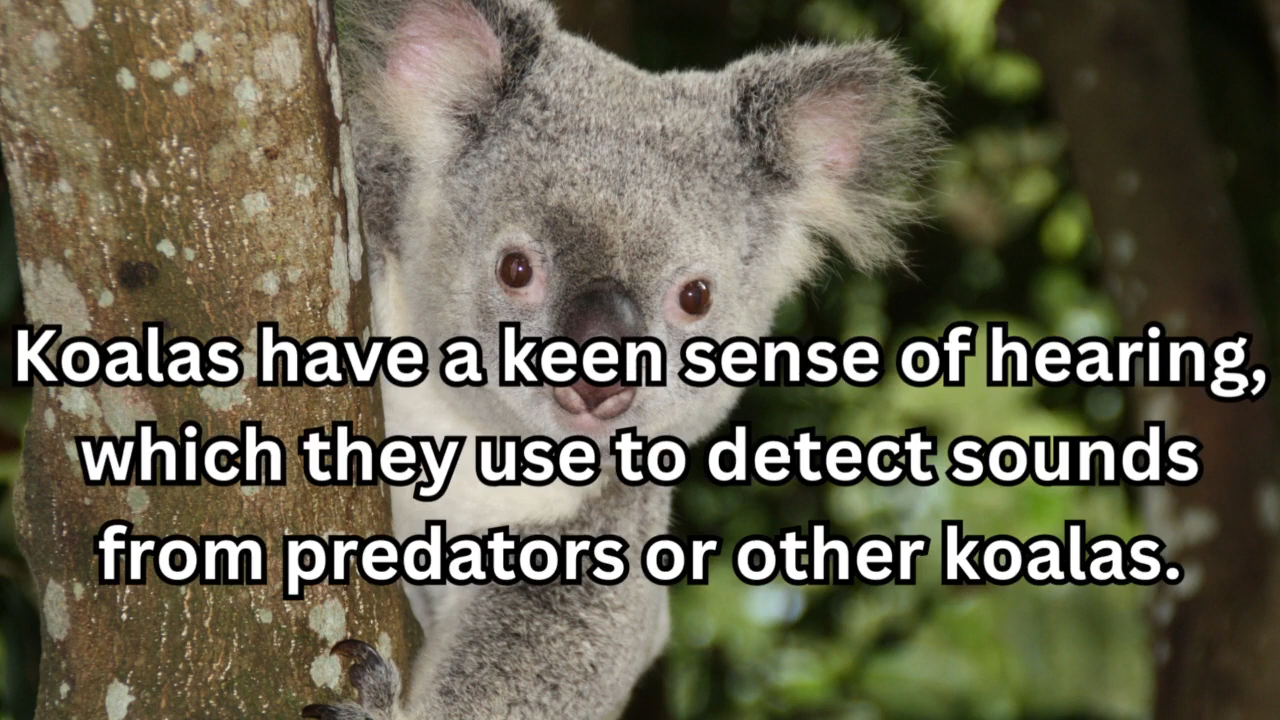 Koalas have a keen sense of hearing,
which they use to detect sounds
from predators or other koalas.